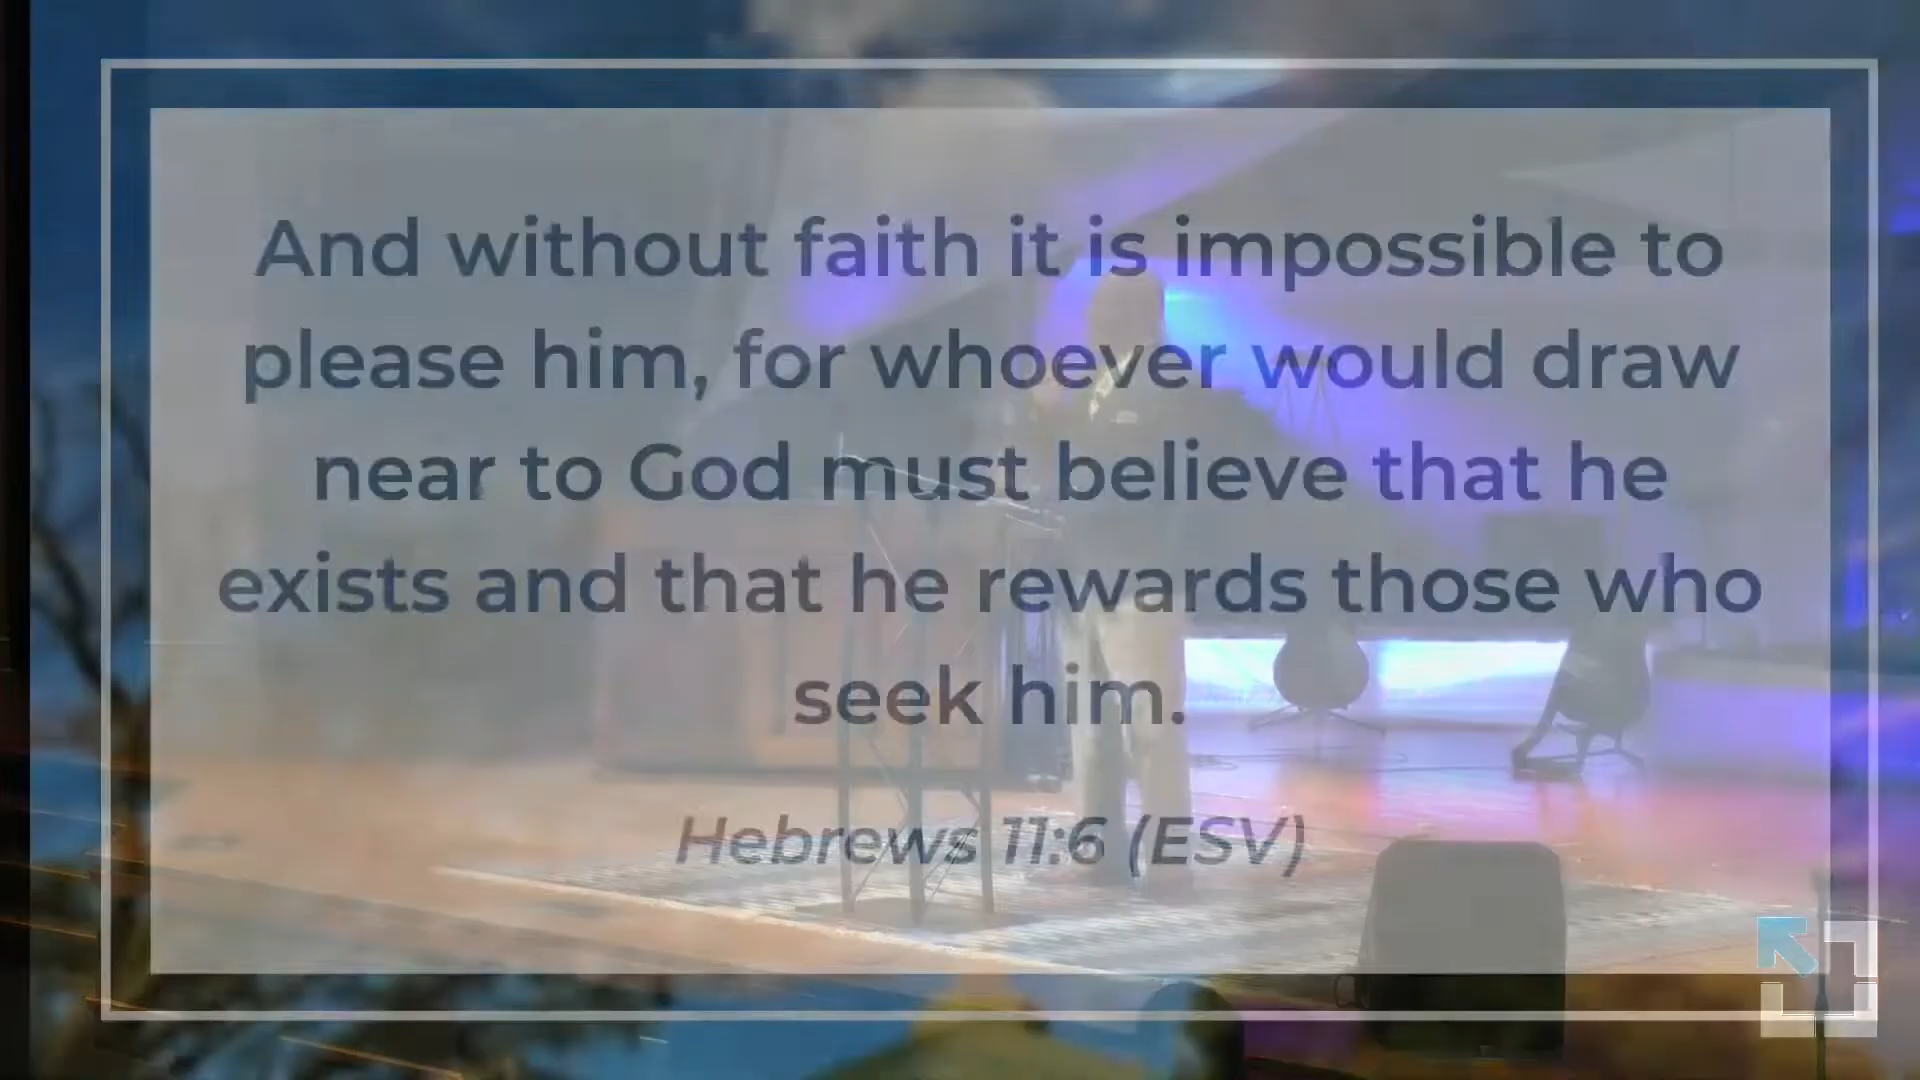 And without faith it is impossible to
please him, for whoever would draw
near to God must believe that he
exists and that he rewards those who
seek him.
Hebrews 11:6 (ESV)